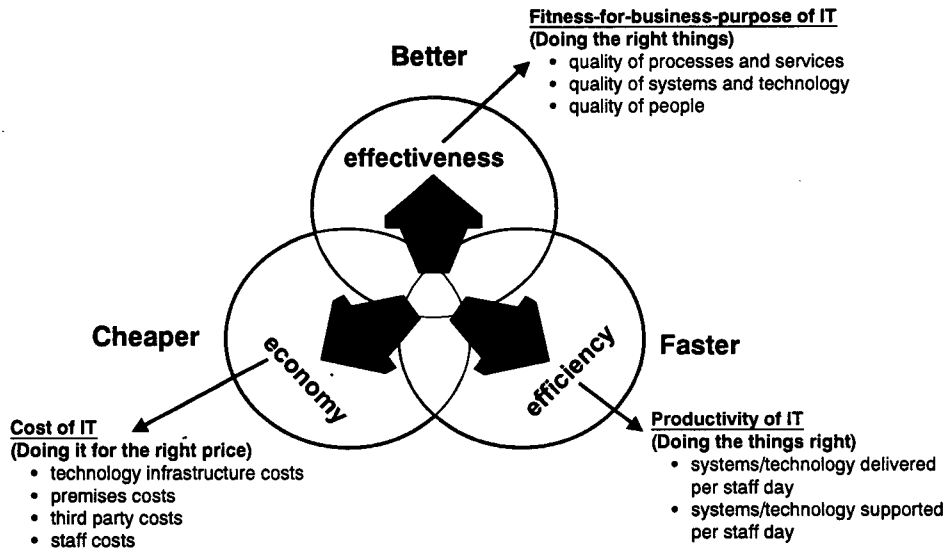 Fitness-for-business-purpose of IT
(Doing the right things)
• quality of processes and services
• quality of systems and technology
• quality of people
Better
effectiveness
Cheaper
economy
efficiency
Faster
Cost of IT
(Doing it for the right price)
• technology infrastructure costs
• premises costs
• third party costs
• staff costs
Productivity of IT
(Doing the things right)
• systems/technology delivered
per staff day
• systems/technology supported
per staff day